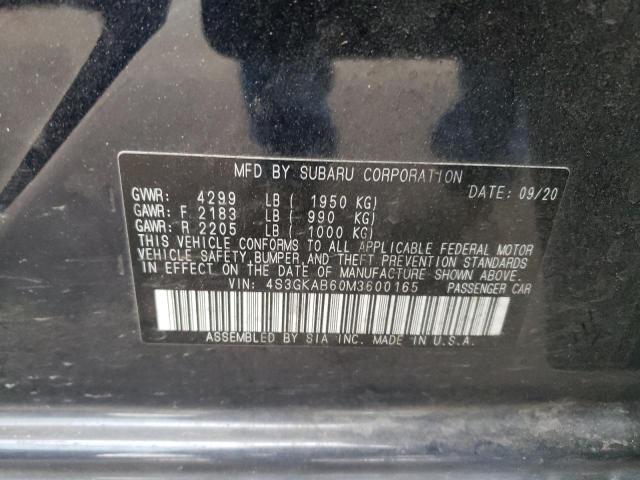 MFD BY SUBARU CORPORATION
DATE: 09/20
GVWR: 4299 LB ( 1950 KG)
GAWR: F 2183 LB ( 990 KG)
GAWR: R 2205 LB ( 1000 KG)
THIS VEHICLE CONFORMS TO ALL APPLICABLE FEDERAL MOTOR
VEHICLE SAFETY,BUMPER,AND THEFT PREVENTION STANDARDS
IN EFFECT ON THE DATE OF MANUFACTURE SHOWN ABOVE.
VIN: 4S3GKAB60M3600165 PASSENGER CAR
ASSEMBLED BY SIA INC. MADE IN U.S.A.